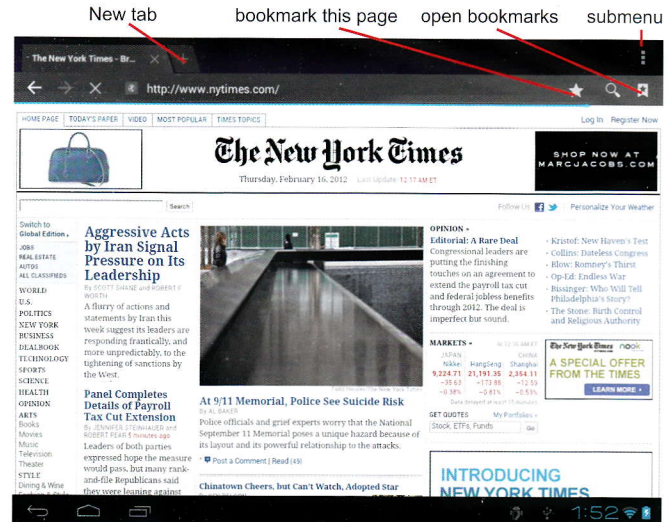 New tab
bookmark this page
open bookmarks
submenu
The New York Times - Br...
http://www.nytimes.com/
HOME PAGE
TODAY'S PAPER
VIDEO
MOST POPULAR
TIMES TOPICS
Log In
Register Now
The New York Times
Thursday, February 16, 2012
Last Update: 12:17 AM ET
SHOP NOW AT
MARCJACOBS.COM
Search
Follow Us
Personalize Your Weather
Switch to
Global Edition
JOBS
REAL ESTATE
AUTOS
ALL CLASSIFIEDS
WORLD
U.S.
POLITICS
NEW YORK
BUSINESS
DEALBOOK
TECHNOLOGY
SPORTS
SCIENCE
HEALTH
OPINION
ARTS
Books
Movies
Music
Television
Theater
STYLE
Dining & Wine
Aggressive Acts
by Iran Signal
Pressure on Its
Leadership
By SCOTT SHANE and ROBERT F.
WORTH
A flurry of actions and
statements by Iran this
week suggest its leaders are
responding frantically, and
more unpredictably, to the
tightening of sanctions by
the West.
Panel Completes
Details of Payroll
Tax Cut Extension
By JENNIFER STEINHAUER and
ROBERT PEAR 5 minutes ago
Leaders of both parties
expressed hope the measure
would pass, but many rank-
and-file Republicans said
they were leaning against
The New York Times
At 9/11 Memorial, Police See Suicide Risk
By AL BAKER
Police officials and grief experts worry that the National
September 11 Memorial poses a unique hazard because of
its layout and its powerful relationship to the attacks.
Post a Comment | Read (49)
Chinatown Cheers, but Can't Watch, Adopted Star
OPINION »
Editorial: A Rare Deal
Congressional leaders are
putting the finishing
touches on an agreement to
extend the payroll tax cut
and federal jobless benefits
through 2012. The deal is
imperfect but sound.
Kristof: New Haven's Test
Collins: Dateless Congress
Blow: Romney's Thirst
Op-Ed: Endless War
Bissinger: Who Will Tell
Philadelphia's Story?
The Stone: Birth Control
and Religious Authority
MARKETS »
JAPAN
CHINA
Nikkei
HangSeng
Shanghai
9,224.71
21,191.35
2,354.11
-0.38%
-0.81%
-0.53%
GET QUOTES
My Portfolios »
Stock, ETFs, Funds
Go
The New York Times
nook
A SPECIAL OFFER
FROM THE TIMES
LEARN MORE
INTRODUCING
NEW YORK TIMES
1:52